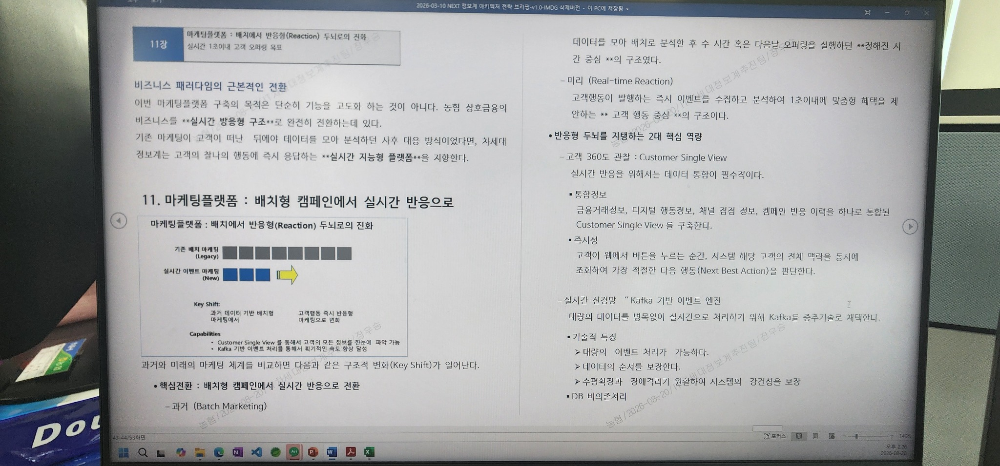 2026-03-10 NEXT 정보계 아키텍처 전략 브리핑-v1.0-IMDG 삭제버전 - 이 PC에 저장됨
11장
마케팅플랫폼 : 배치에서 반응형(Reaction) 두뇌로의 진화
실시간 1초이내 고객 오퍼링 목표
비즈니스 패러다임의 근본적인 전환
이번 마케팅플랫폼 구축의 목적은 단순히 기능을 고도화 하는 것이 아니다. 농협 상호금융의
비즈니스를 **실시간 방응형 구조**로 완전히 전환하는데 있다.
기존 마케팅이 고객이 떠난 뒤에야 데이터를 모아 분석하던 사후 대응 방식이었다면, 차세대
정보계는 고객의 찰나의 행동에 즉시 응답하는 **실시간 지능형 플랫폼**을 지향한다.
11. 마케팅플랫폼 : 배치형 캠페인에서 실시간 반응으로
마케팅플랫폼 : 배치에서 반응형(Reaction) 두뇌로의 진화
기존 배치 마케팅
(Legacy)
실시간 이벤트 마케팅
(New)
Key Shift:
과거 데이터 기반 배치형
마케팅에서
고객행동 즉시 반응형
마케팅으로 변화
Capabilities
• Customer Single View 를 통해서 고객의 모든 정보를 한눈에 파악 가능
• Kafka 기반 이벤트 처리를 통해서 획기적인 속도 향상 달성
과거와 미래의 마케팅 체계를 비교하면 다음과 같은 구조적 변화(Key Shift)가 일어난다.
• 핵심전환 : 배치형 캠페인에서 실시간 반응으로 전환
– 과거 (Batch Marketing)
데이터를 모아 배치로 분석한 후 수 시간 혹은 다음날 오퍼링을 실행하던 **정해진 시
간 중심 **의 구조였다.
– 미리 (Real-time Reaction)
고객행동이 발행하는 즉시 이벤트를 수집하고 분석하여 1초이내에 맞춤형 혜택을 제
안하는 ** 고객 행동 중심 **의 구조이다.
• 반응형 두뇌를 지탱하는 2대 핵심 역량
– 고객 360도 관찰 : Customer Single View
실시간 반응을 위해서는 데이터 통합이 필수적이다.
▪ 통합정보
금융거래정보, 디지털 행동정보, 채널 접점 정보, 켐페인 반응 이력을 하나로 통합된
Customer Single View 를 구축한다.
▪ 즉시성
고객이 웹에서 버튼을 누르는 순간, 시스템 해당 고객의 전체 맥락을 동시에
조회하여 가장 적절한 다음 행동(Next Best Action)을 판단한다.
– 실시간 신경망 “ Kafka 기반 이벤트 엔진
대량의 데이터를 병목없이 실시간으로 처리하기 위해 Kafka를 중추기술로 채택한다.
▪ 기술적 특징
➢ 대량의 이벤트 처리가 가능하다.
➢ 데이터의 순서를 보장한다.
➢ 수평확장과 장애격리가 원활하여 시스템의 강건성을 보장
▪ DB 비의존처리
43-44/53화면
포커스
140%
오후 2:26
2026-08-20
Dou